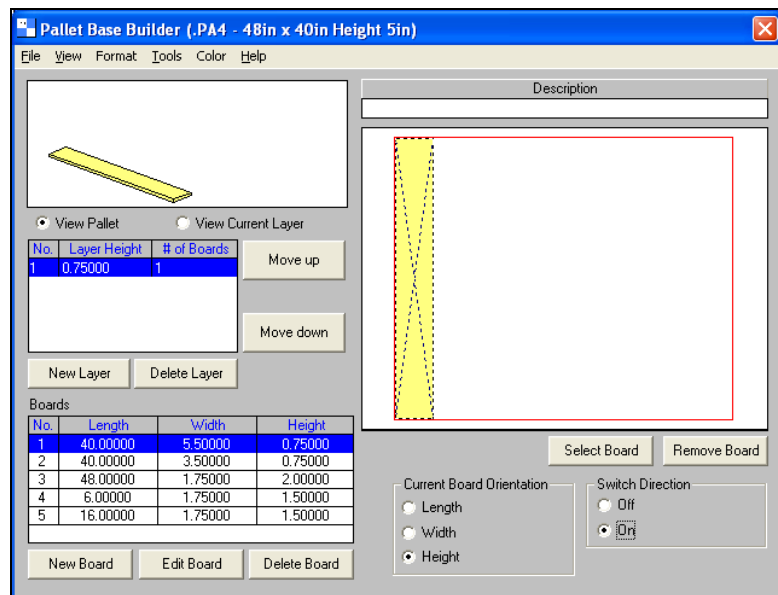 Pallet Base Builder (.PA4 - 48in x 40in Height 5in)
File View Format Tools Color Help
Description
View Pallet View Current Layer
No. Layer Height # of Boards
1 0.75000 1
Move up
Move down
New Layer Delete Layer
Boards
No. Length Width Height
1 40.00000 5.50000 0.75000
2 40.00000 3.50000 0.75000
3 48.00000 1.75000 2.00000
4 6.00000 1.75000 1.50000
5 16.00000 1.75000 1.50000
New Board Edit Board Delete Board
Select Board Remove Board
Current Board Orientation
Length
Width
Height
Switch Direction
Off
On